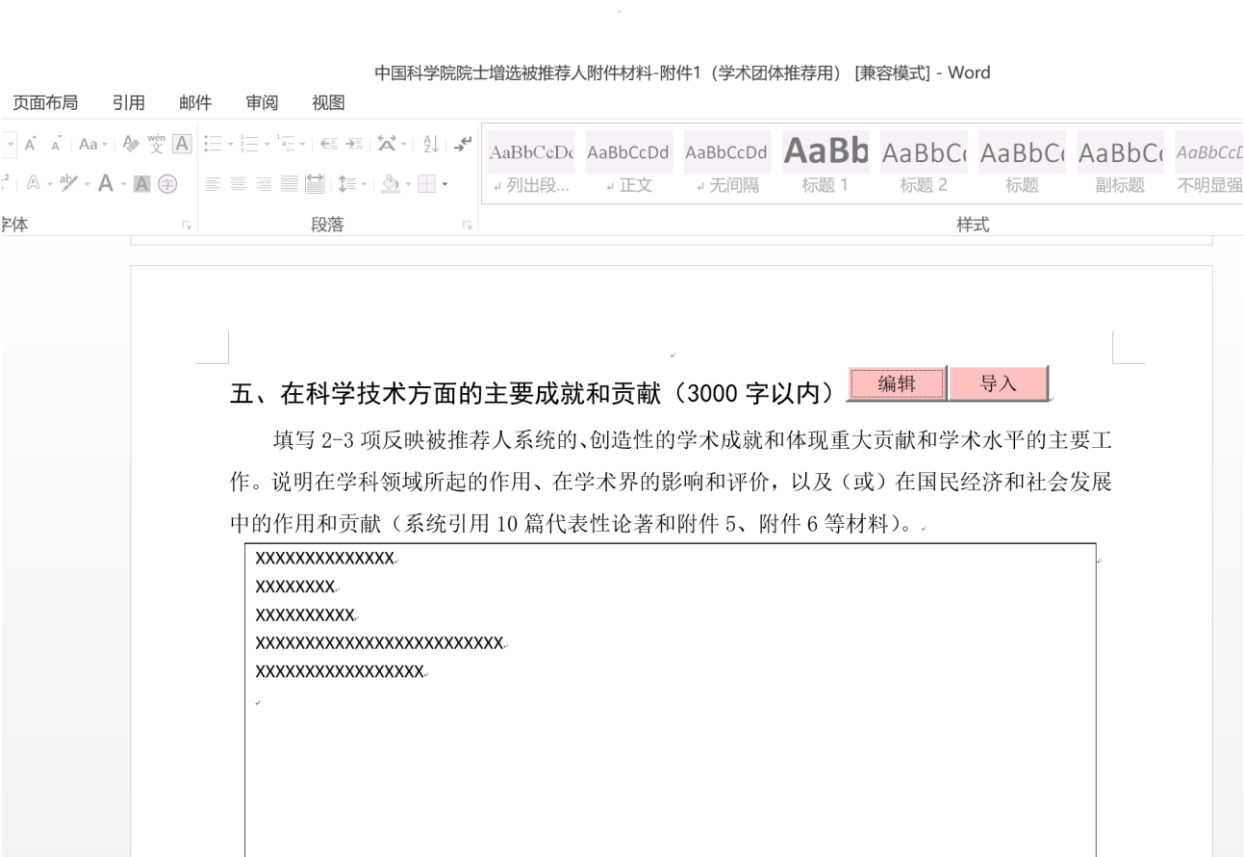 中国科学院院士增选被推荐人附件材料-附件1（学术团体推荐用） [兼容模式] - Word
页面布局 引用 邮件 审阅 视图
Aa
wén
文 A
AaBbCcDc AaBbCcDd AaBbCcDd AaBb AaBbC AaBbC AaBbC AaBbCcD
列出段... 正文 无间隔 标题 1 标题 2 标题 副标题 不明显强
字体 段落 样式
五、在科学技术方面的主要成就和贡献（3000 字以内） 编辑 导入
填写 2-3 项反映被推荐人系统的、创造性的学术成就和体现重大贡献和学术水平的主要工
作。说明在学科领域所起的作用、在学术界的影响和评价，以及（或）在国民经济和社会发展
中的作用和贡献（系统引用 10 篇代表性论著和附件 5、附件 6 等材料）。
XXXXXXXXXXXXXX
XXXXXXXX
XXXXXXXXXX
XXXXXXXXXXXXXXXXXXXXXXXXX
XXXXXXXXXXXXXXXXX